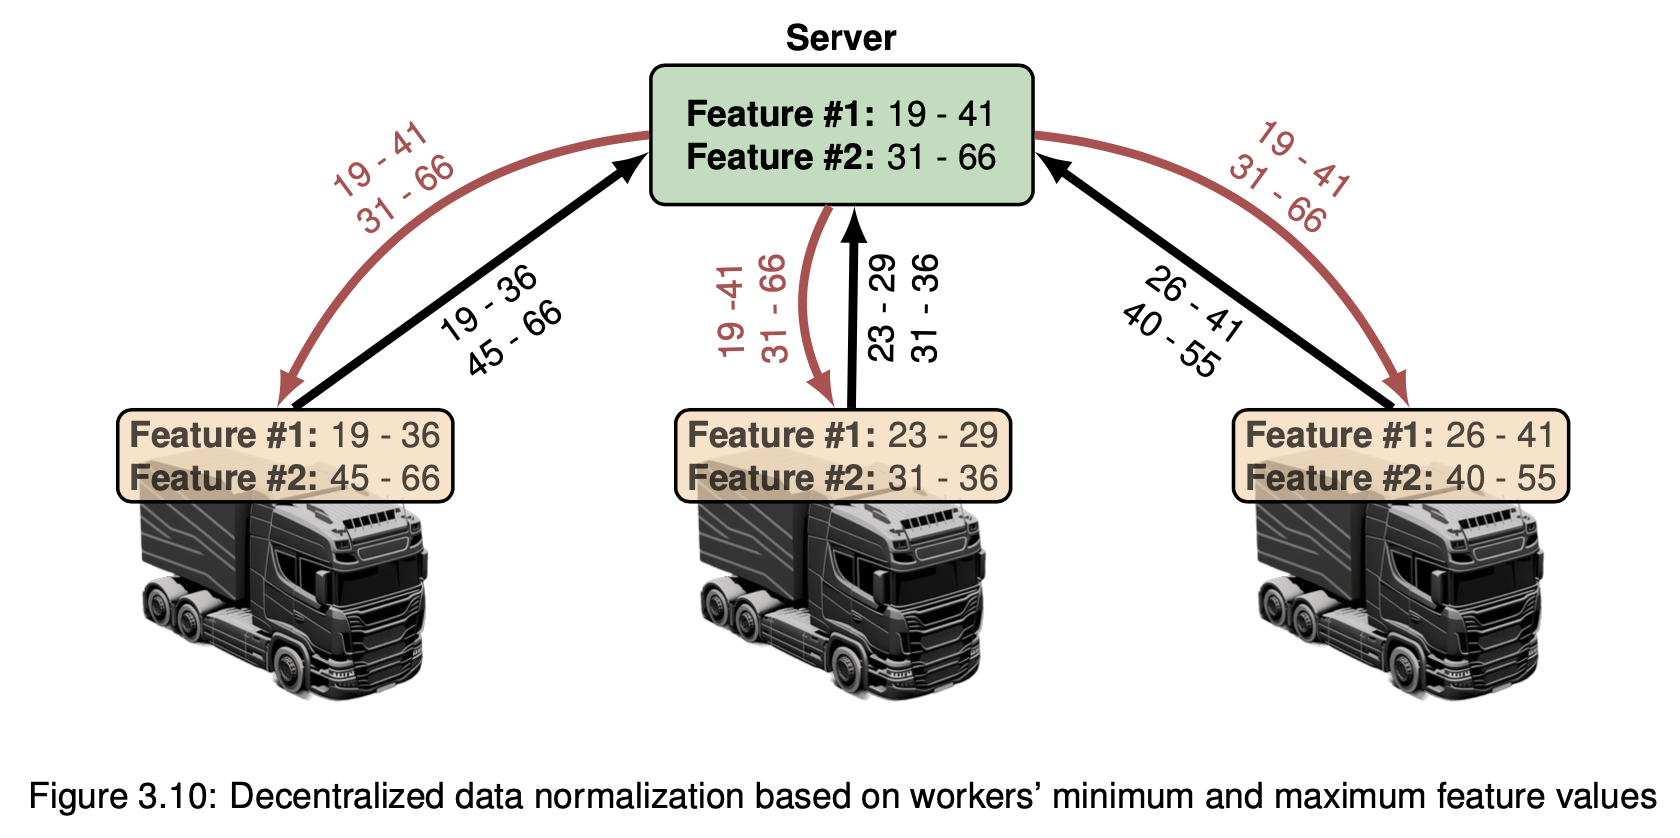 Server
Feature #1: 19 - 41
Feature #2: 31 - 66
19 - 41
31 - 66
19 - 36
45 - 66
19 -41
31 - 66
23 - 29
31 - 36
19 - 41
31 - 66
26 - 41
40 - 55
Feature #1: 19 - 36
Feature #2: 45 - 66
Feature #1: 23 - 29
Feature #2: 31 - 36
Feature #1: 26 - 41
Feature #2: 40 - 55
Figure 3.10: Decentralized data normalization based on workers’ minimum and maximum feature values